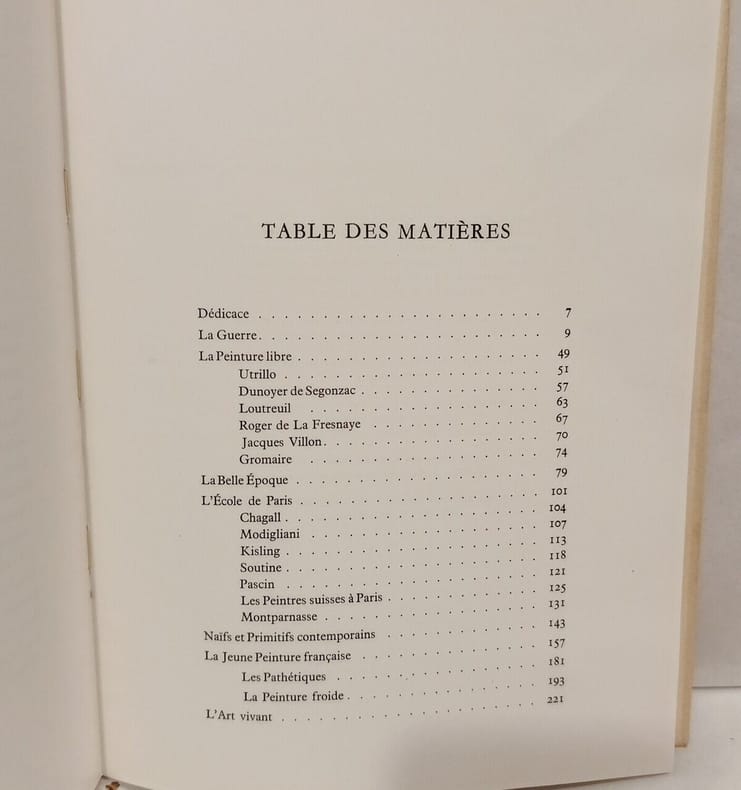 TABLE DES MATIÈRES
Dédicace . . . . . . . . . . . . . . . . . . . . . . 7
La Guerre. . . . . . . . . . . . . . . . . . . . . . 9
La Peinture libre . . . . . . . . . . . . . . . . . . . 49
Utrillo . . . . . . . . . . . . . . . . . . . . 51
Dunoyer de Segonzac . . . . . . . . . . . . . . 57
Loutreuil . . . . . . . . . . . . . . . . . . 63
Roger de La Fresnaye . . . . . . . . . . . . . 67
Jacques Villon. . . . . . . . . . . . . . . . . 70
Gromaire . . . . . . . . . . . . . . . . . . 74
La Belle Époque . . . . . . . . . . . . . . . . . . . 79
L'École de Paris . . . . . . . . . . . . . . . . . . . 101
Chagall . . . . . . . . . . . . . . . . . . . . 104
Modigliani . . . . . . . . . . . . . . . . . . 107
Kisling . . . . . . . . . . . . . . . . . . . . 113
Soutine . . . . . . . . . . . . . . . . . . . . 118
Pascin . . . . . . . . . . . . . . . . . . . . 121
Les Peintres suisses à Paris . . . . . . . . . . . . 125
Montparnasse . . . . . . . . . . . . . . . . . 131
Naïfs et Primitifs contemporains . . . . . . . . . . . . 143
La Jeune Peinture française . . . . . . . . . . . . . . 157
Les Pathétiques . . . . . . . . . . . . . . . . 181
La Peinture froide. . . . . . . . . . . . . . . 193
L'Art vivant . . . . . . . . . . . . . . . . . . . . 221